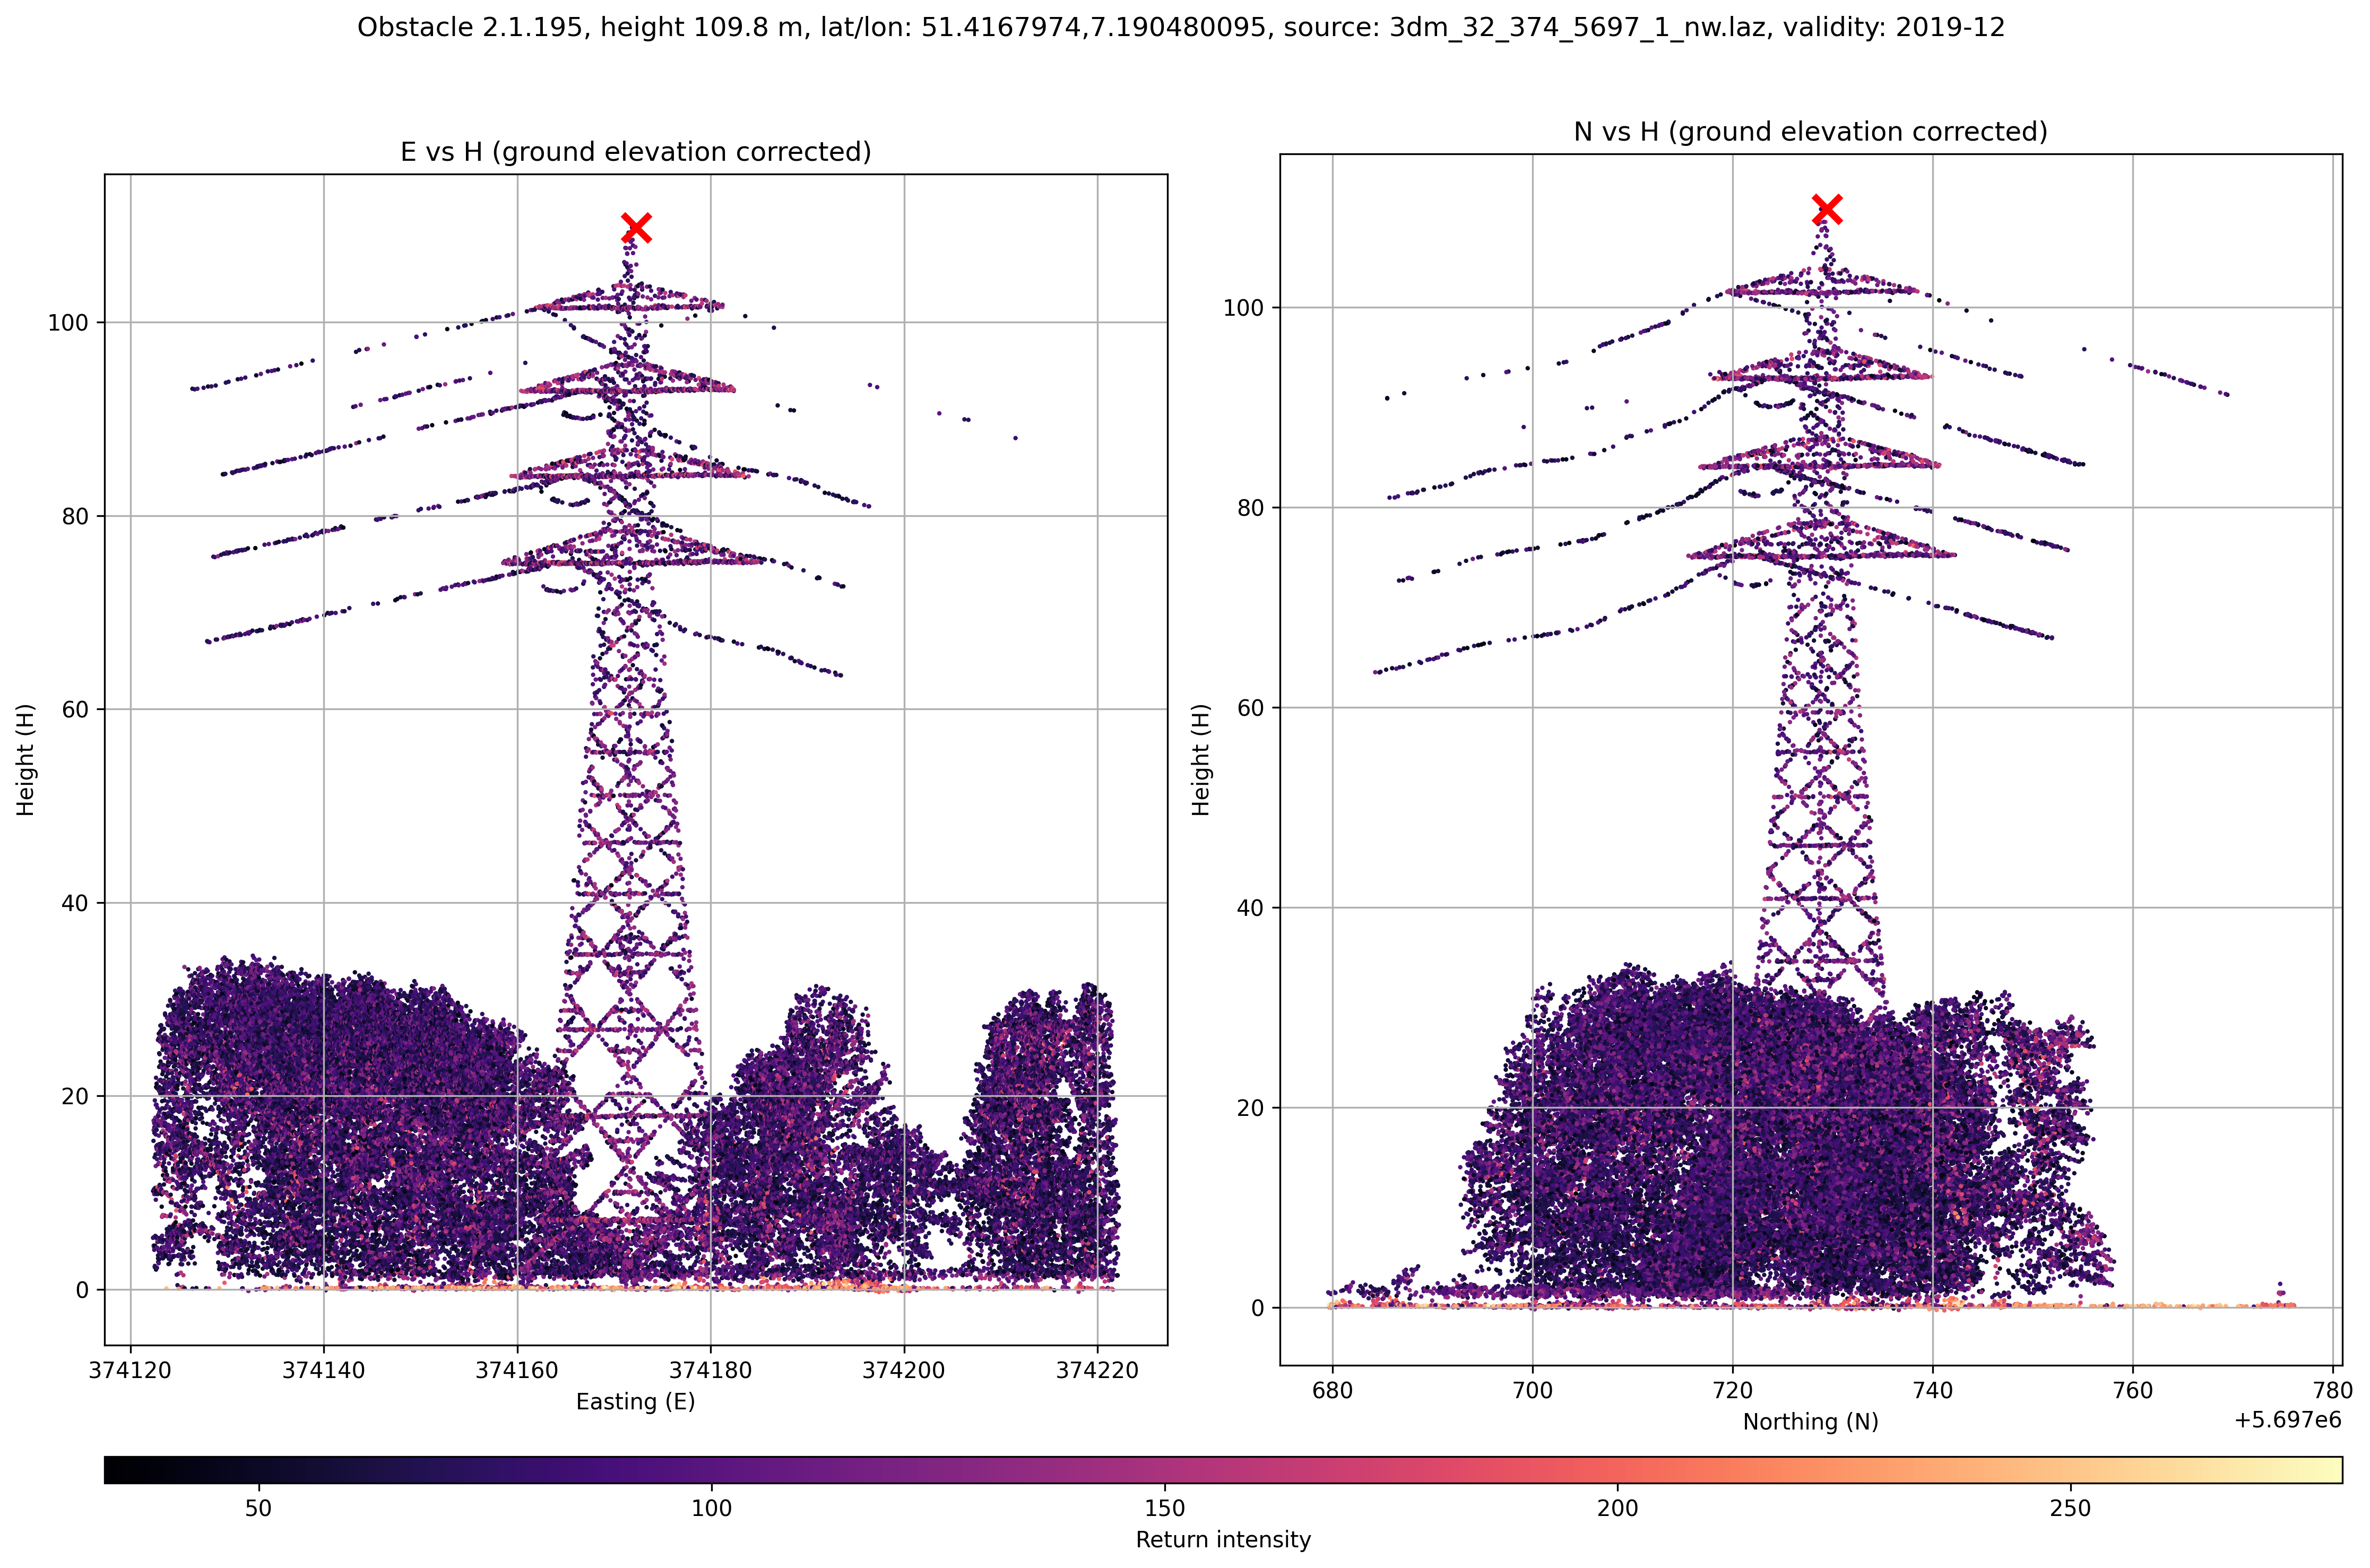 Obstacle 2.1.195, height 109.8 m, lat/lon: 51.4167974,7.190480095, source: 3dm_32_374_5697_1_nw.laz, validity: 2019-12
E vs H (ground elevation corrected)
Height (H)
100
80
60
40
20
0
374120 374140 374160 374180 374200 374220
Easting (E)
N vs H (ground elevation corrected)
Height (H)
100
80
60
40
20
0
680 700 720 740 760 780
Northing (N)
+5.697e6
50 100 150 200 250
Return intensity